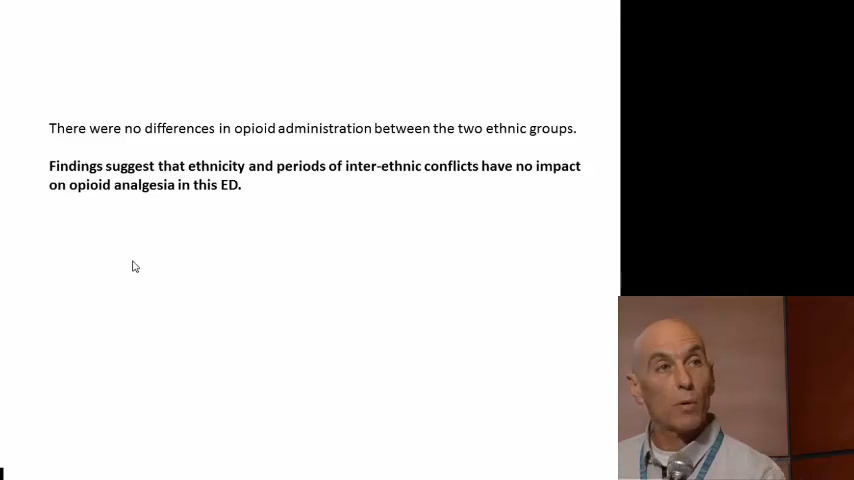 There were no differences in opioid administration between the two ethnic groups.
Findings suggest that ethnicity and periods of inter-ethnic conflicts have no impact
on opioid analgesia in this ED.